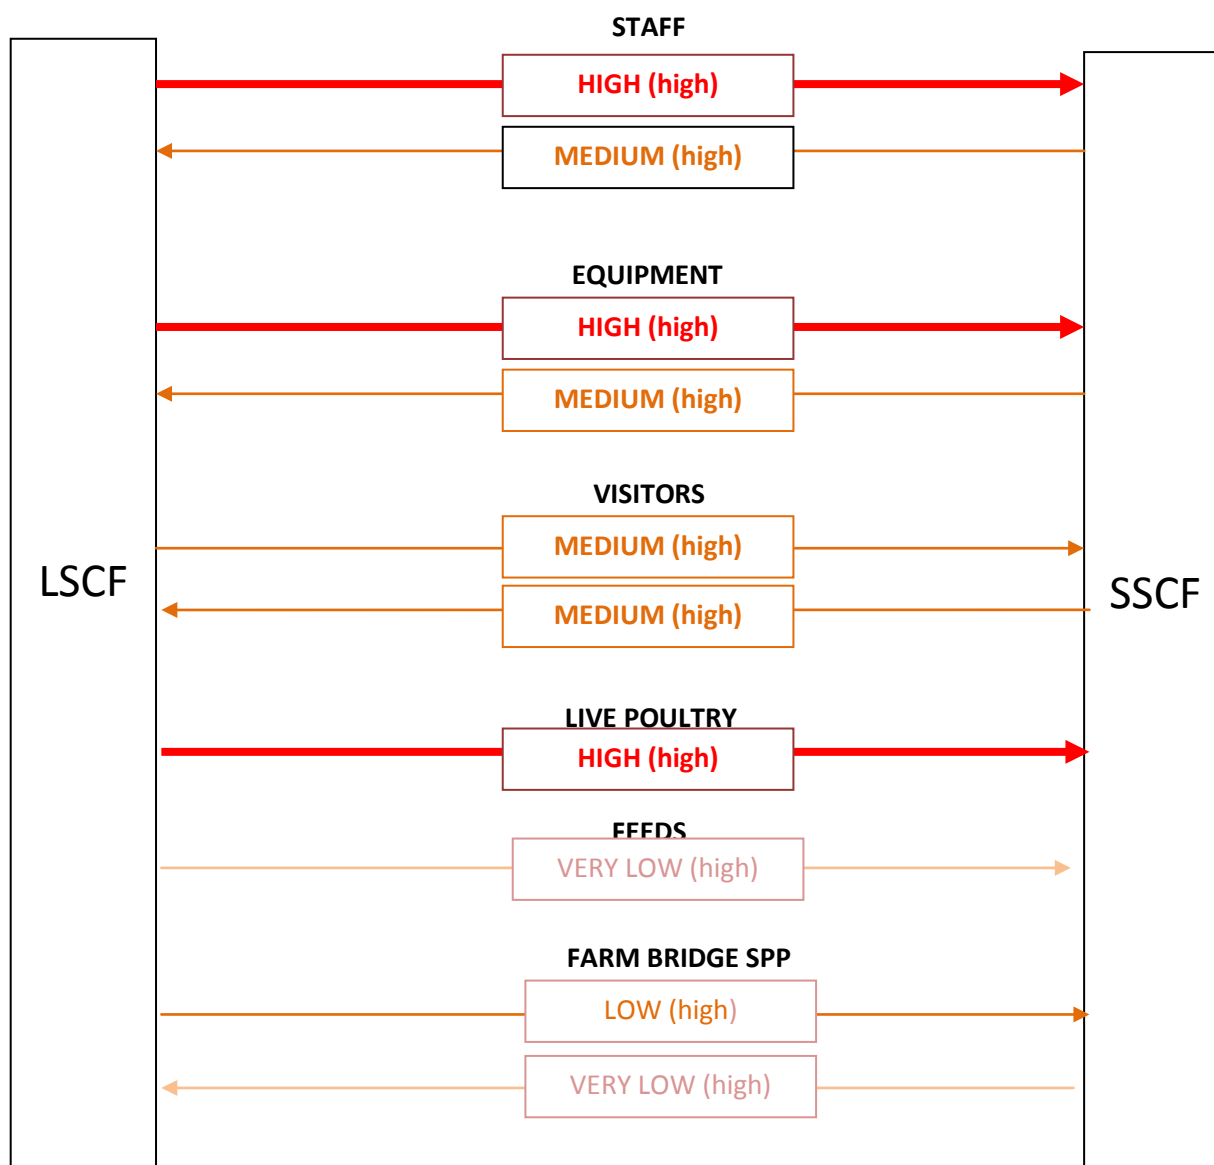 STAFF
HIGH (high)
MEDIUM (high)
EQUIPMENT
HIGH (high)
MEDIUM (high)
VISITORS
MEDIUM (high)
LSCF
SSCF
MEDIUM (high)
LIVE POULTRY
HIGH (high)
FEEDS
VERY LOW (high)
FARM BRIDGE SPP
LOW (high)
VERY LOW (high)